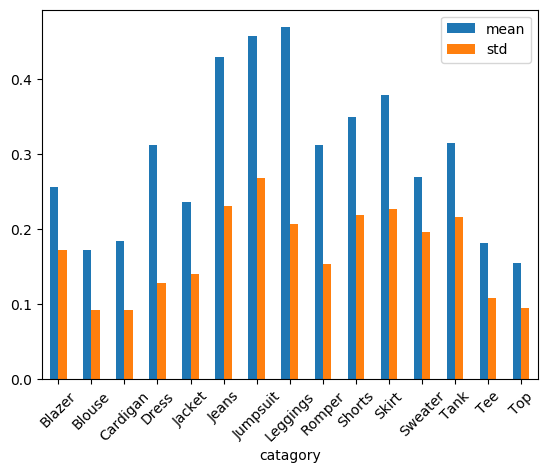 mean
std
0.4
0.3
0.2
0.1
0.0
Blazer
Blouse
Cardigan
Dress
Jacket
Jeans
Jumpsuit
Leggings
Romper
Shorts
Skirt
Sweater
Tank
Tee
Top
catagory